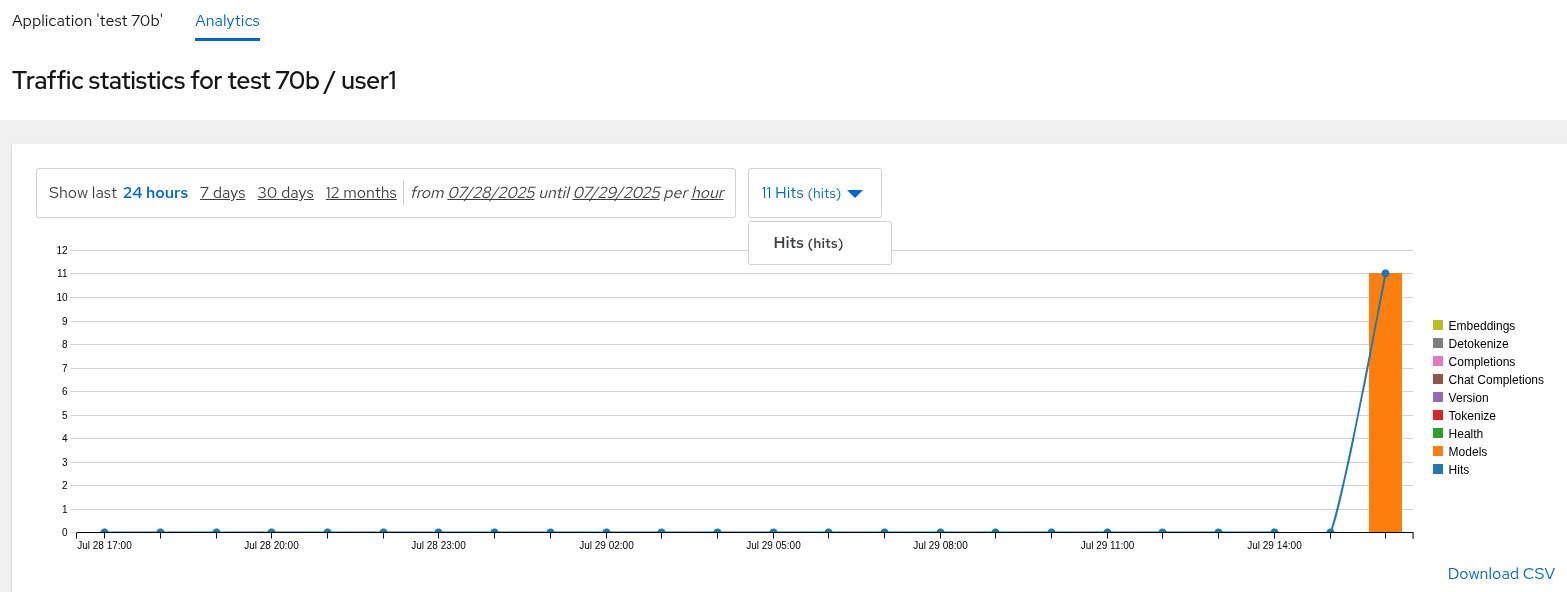 Application 'test 70b' Analytics
Traffic statistics for test 70b / user1
Show last 24 hours 7 days 30 days 12 months from 07/28/2025 until 07/29/2025 per hour
11 Hits (hits)
Hits (hits)
12
11
10
9
8
7
6
5
4
3
2
1
0
Jul 28 17:00 Jul 28 20:00 Jul 28 23:00 Jul 29 02:00 Jul 29 05:00 Jul 29 08:00 Jul 29 11:00 Jul 29 14:00
Embeddings
Detokenize
Completions
Chat Completions
Version
Tokenize
Health
Models
Hits
Download CSV